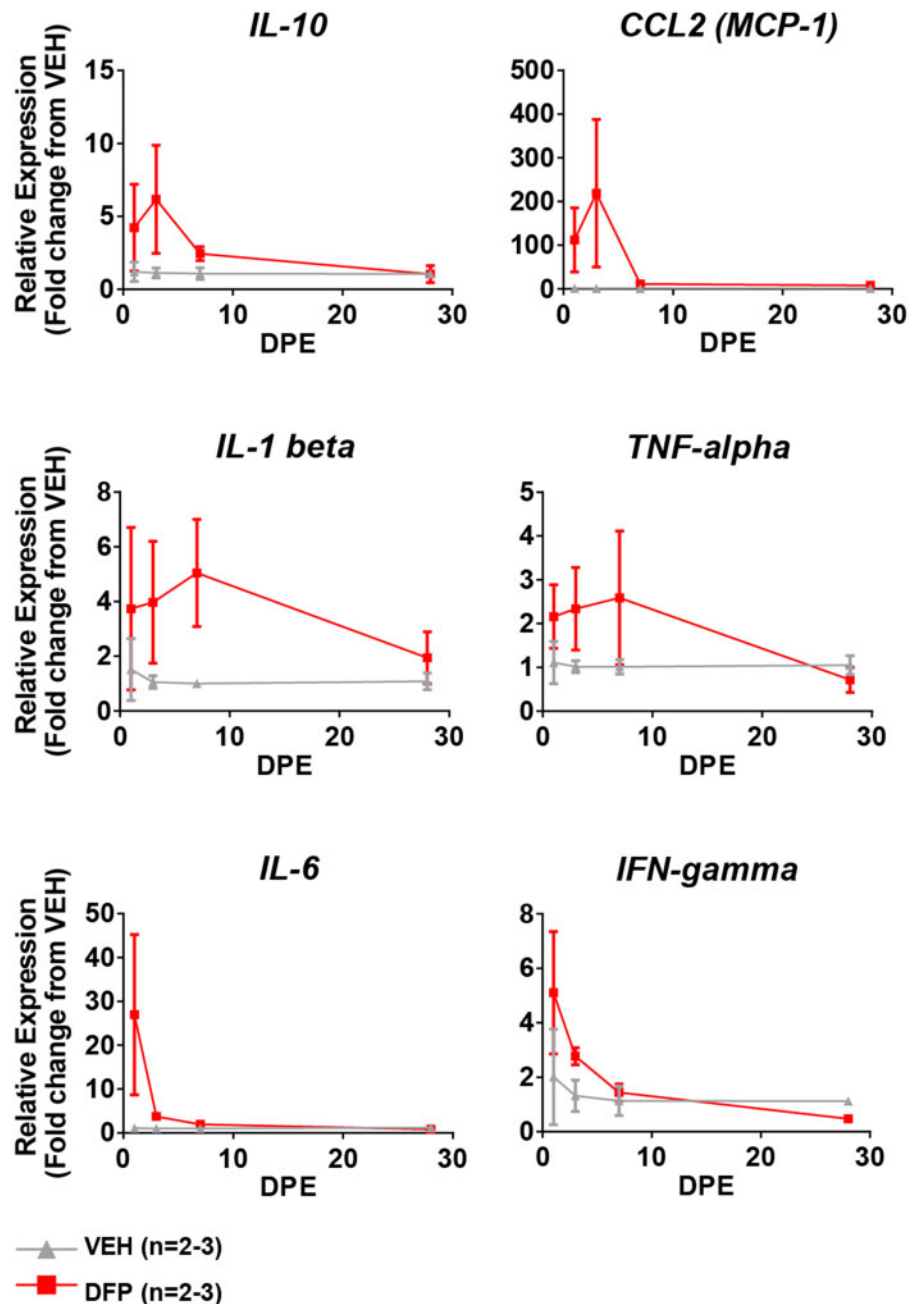 IL-10
CCL2 (MCP-1)
Relative Expression
(Fold change from VEH)
15
10
5
0
0 10 20 30
DPE
500
400
300
200
100
0
0 10 20 30
DPE
IL-1 beta
TNF-alpha
Relative Expression
(Fold change from VEH)
8
6
4
2
0
0 10 20 30
DPE
5
4
3
2
1
0
0 10 20 30
DPE
IL-6
IFN-gamma
Relative Expression
(Fold change from VEH)
50
40
30
20
10
0
0 10 20 30
DPE
8
6
4
2
0
0 10 20 30
DPE
VEH (n=2-3)
DFP (n=2-3)